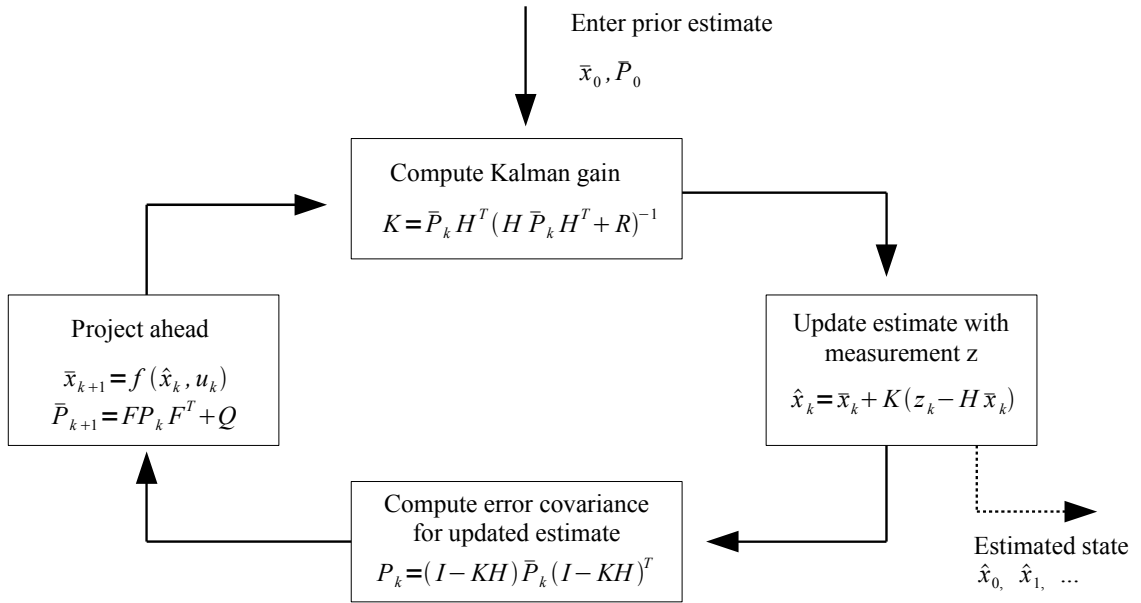 Enter prior estimate
x̄₀, P̄₀
Compute Kalman gain
K = P̄ₖ Hᵀ (H P̄ₖ Hᵀ + R)⁻¹
Update estimate with
measurement z
x̂ₖ = x̄ₖ + K(zₖ − H x̄ₖ)
Estimated state
x̂₀, x̂₁, ...
Compute error covariance
for updated estimate
Pₖ = (I − KH) P̄ₖ (I − KH)ᵀ
Project ahead
x̄ₖ₊₁ = f(x̂ₖ, uₖ)
P̄ₖ₊₁ = FPₖ Fᵀ + Q